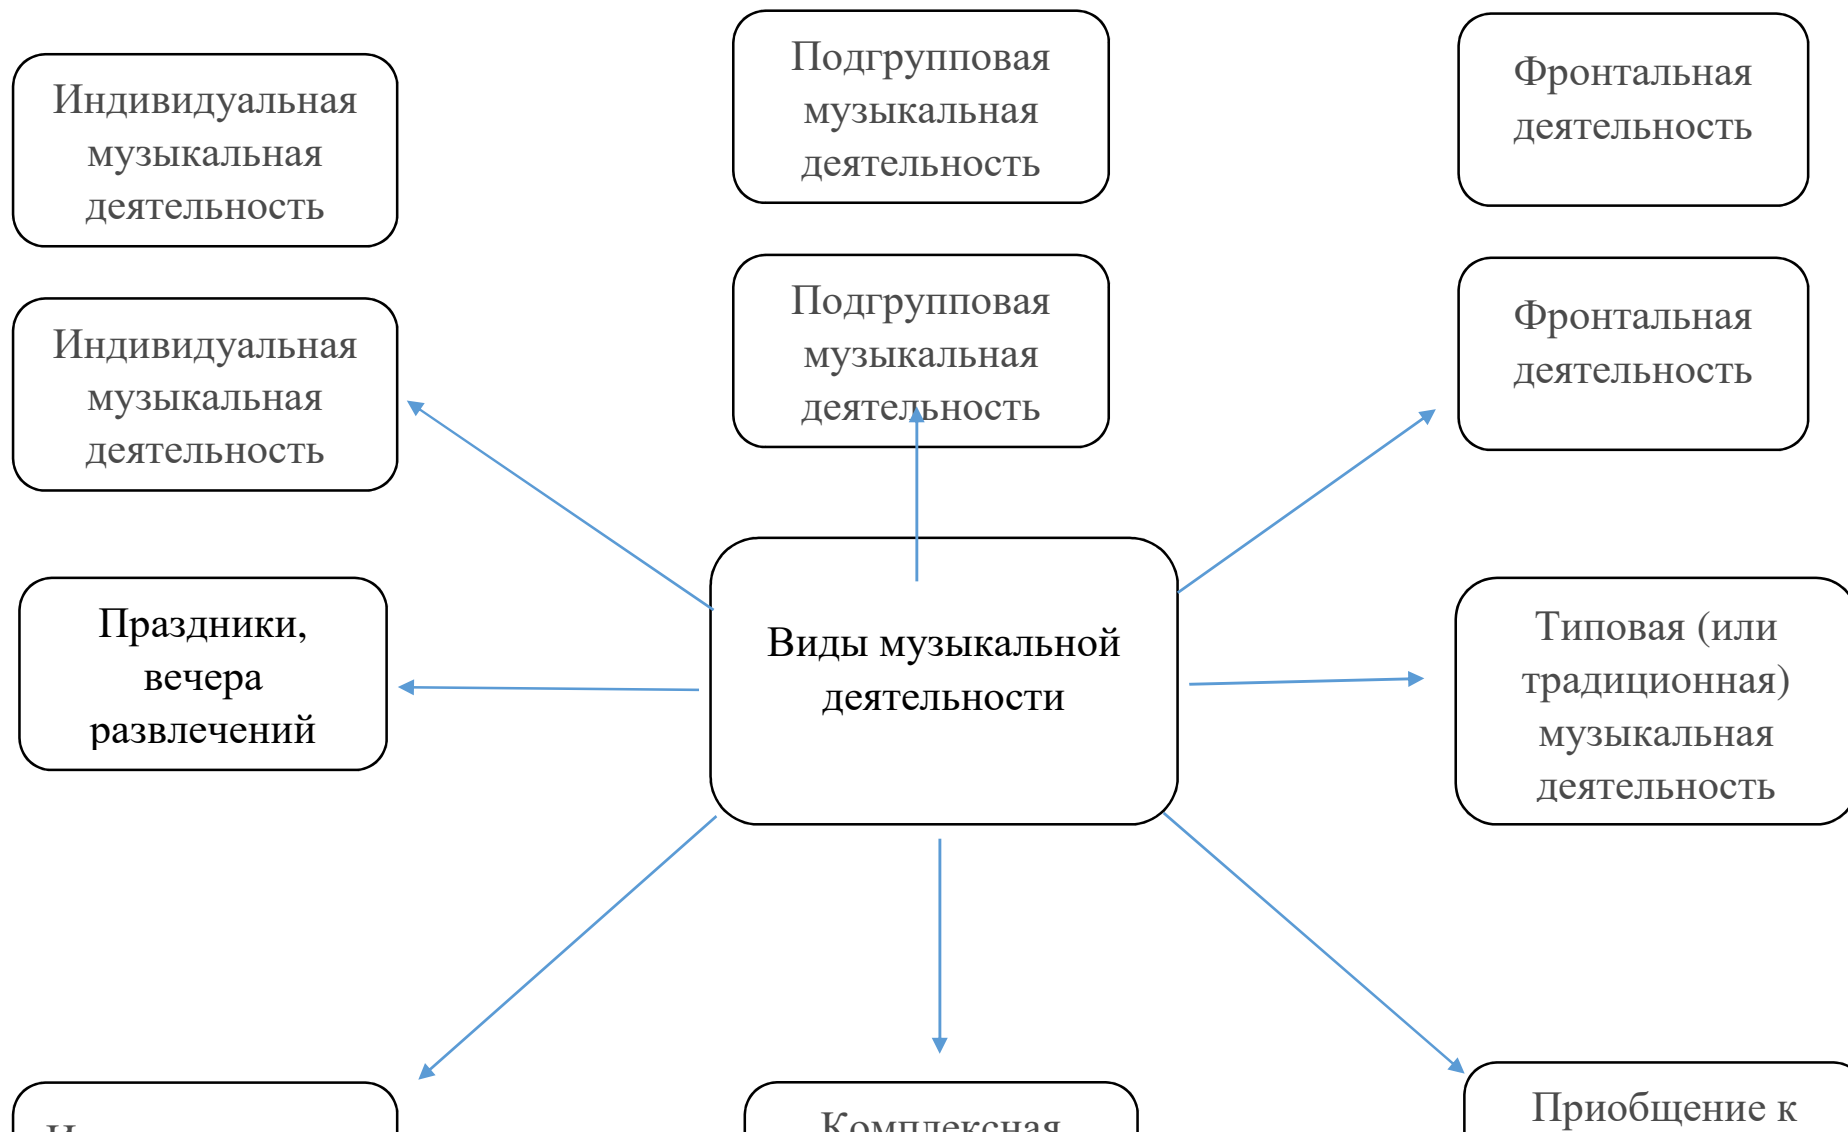 Индивидуальная
музыкальная
деятельность
Подгрупповая
музыкальная
деятельность
Фронтальная
деятельность
Индивидуальная
музыкальная
деятельность
Подгрупповая
музыкальная
деятельность
Фронтальная
деятельность
Праздники,
вечера
развлечений
Виды музыкальной
деятельности
Типовая (или
традиционная)
музыкальная
деятельность
Комплексная
Приобщение к